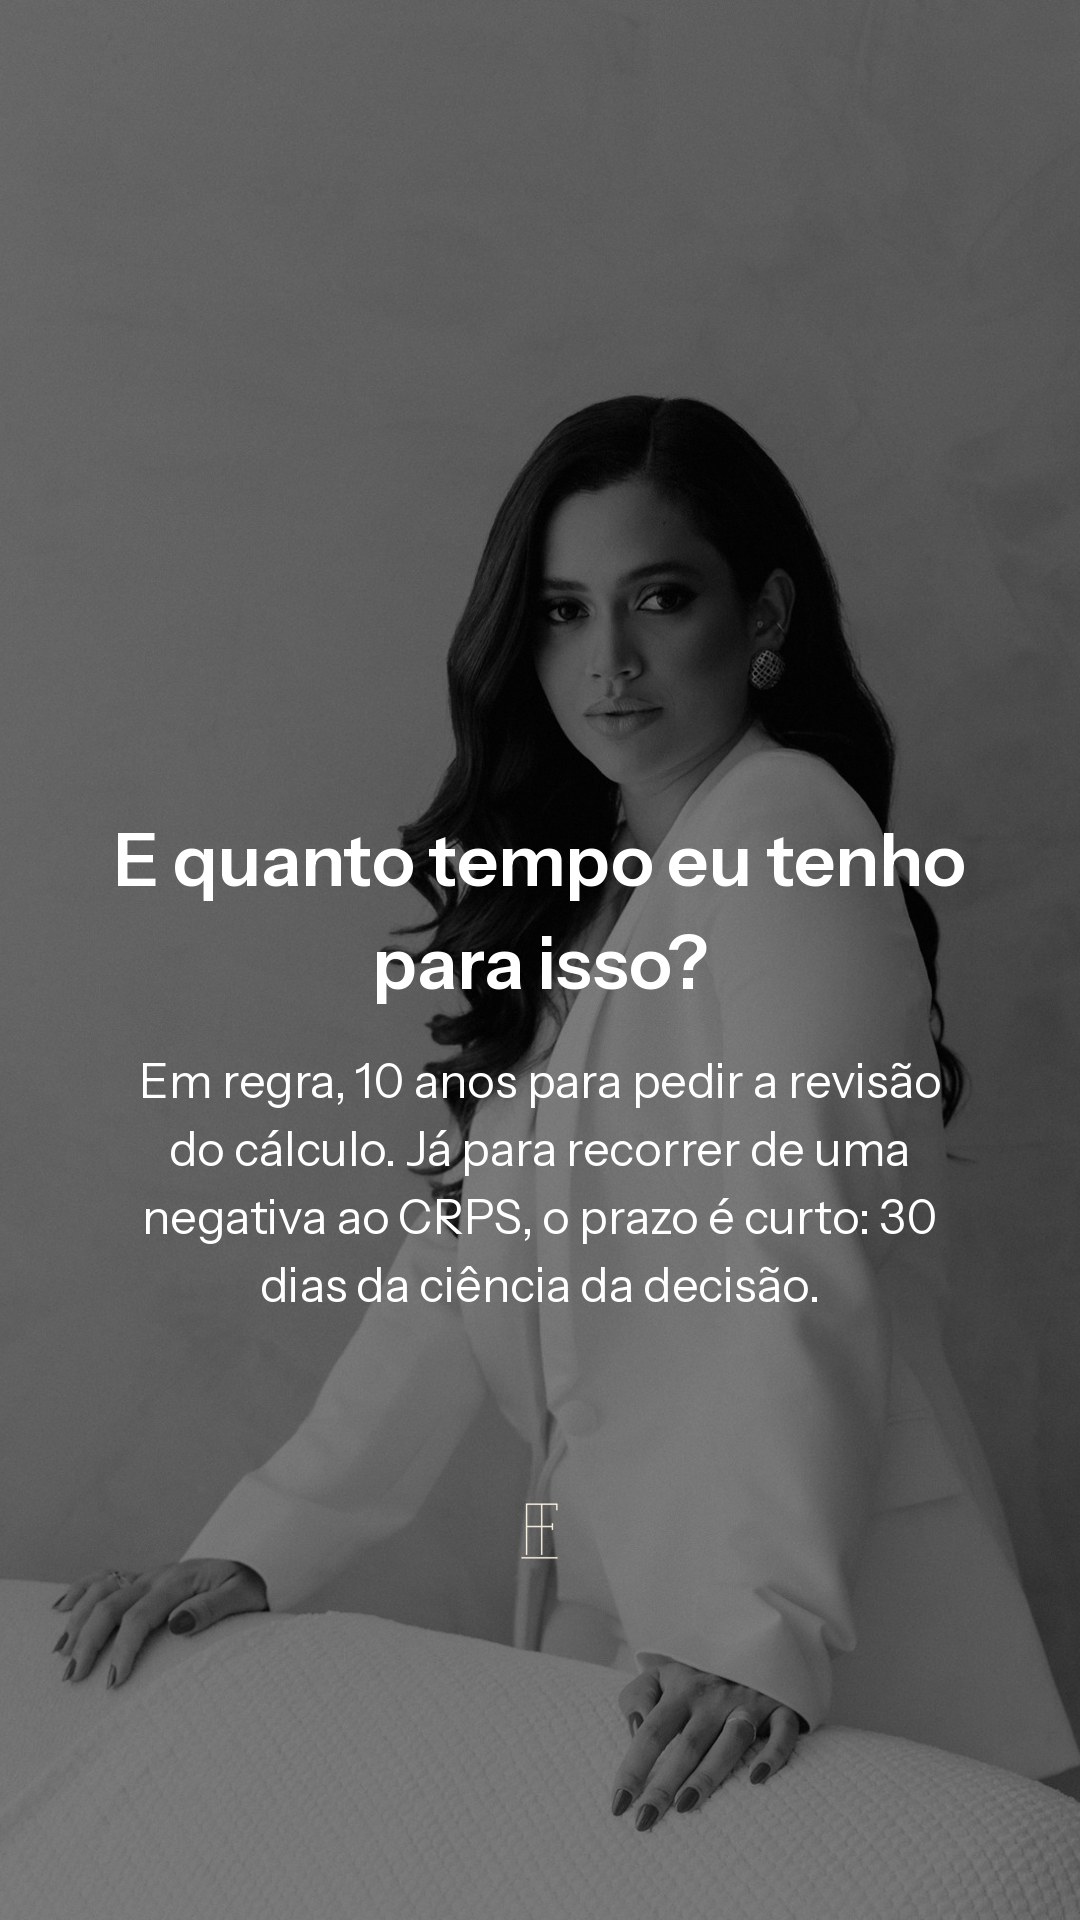 E quanto tempo eu tenho
para isso?
Em regra, 10 anos para pedir a revisão
do cálculo. Já para recorrer de uma
negativa ao CRPS, o prazo é curto: 30
dias da ciência da decisão.